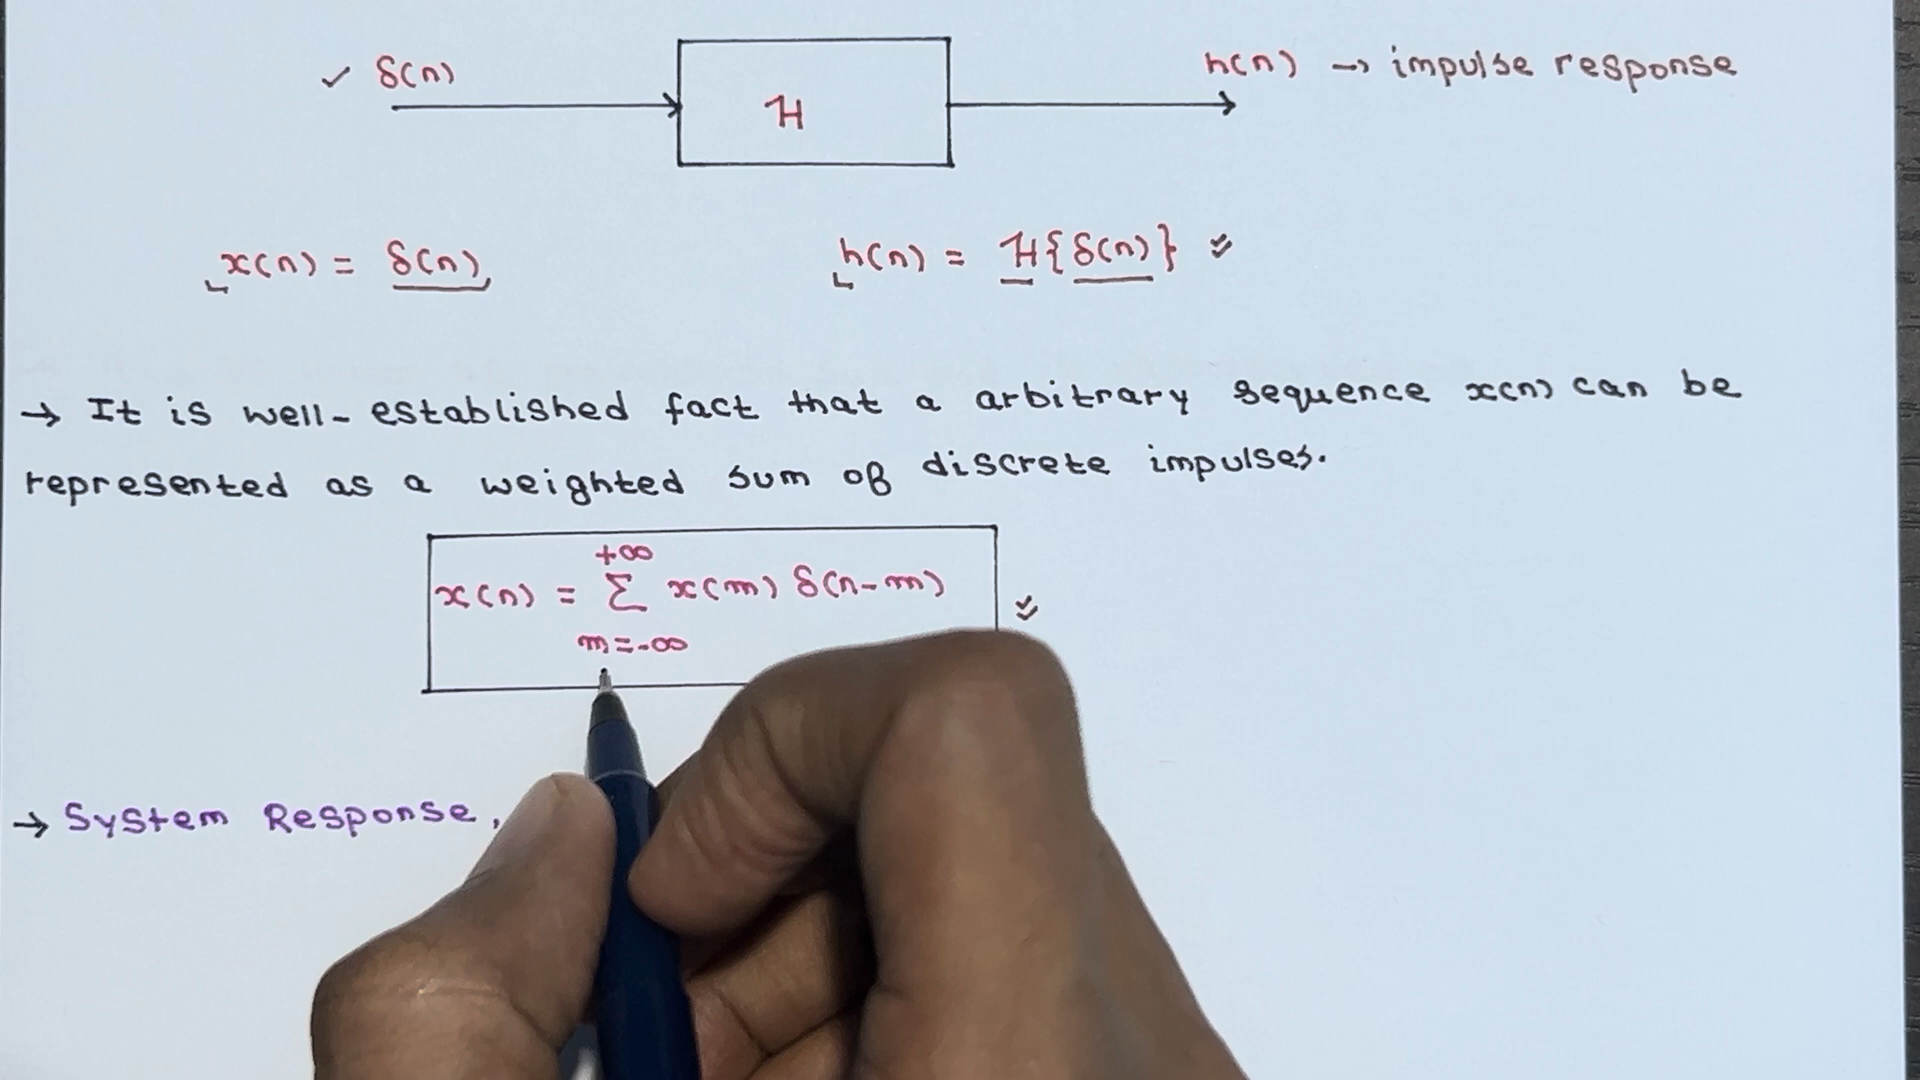 ✓ δ(n)
H
h(n) → impulse response
x(n) = δ(n)
h(n) = H{δ(n)}
→ It is well-established fact that a arbitrary sequence x(n) can be
represented as a weighted sum of discrete impulses.
+∞
x(n) = Σ x(m) δ(n-m)
m=-∞
→ System Response,